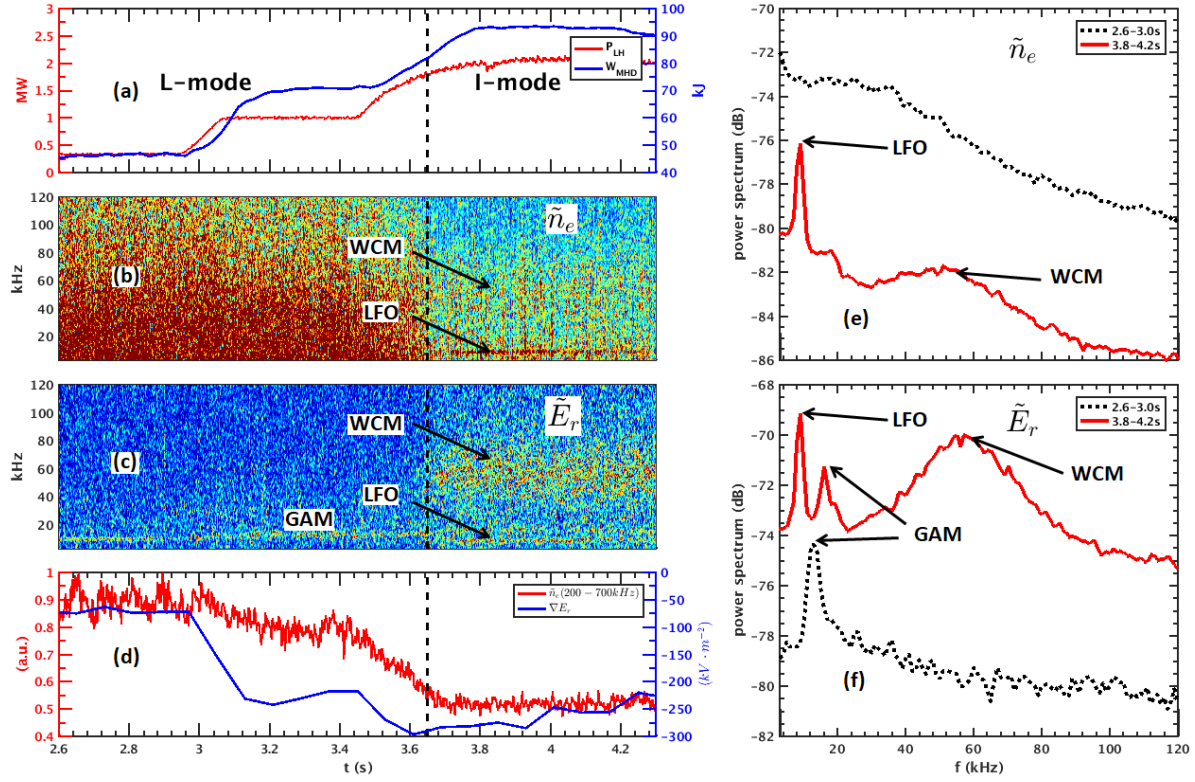 3
2.5
2
1.5
1
0.5
0
MW
L-mode
(a)
I-mode
P_LH
W_MHD
100
90
80
70
60
50
40
kJ
120
100
80
60
40
20
kHz
(b)
WCM
LFO
ñ_e
120
100
80
60
40
20
kHz
(c)
WCM
LFO
GAM
Ẽ_r
1
0.9
0.8
0.7
0.6
0.5
0.4
(a.u.)
(d)
ñ_e(200 − 700kHz)
∇E_r
0
-50
-100
-150
-200
-250
-300
(kV · m⁻²)
2.6 2.8 3 3.2 3.4 3.6 3.8 4 4.2
t (s)
-70
-72
-74
-76
-78
-80
-82
-84
-86
power spectrum (dB)
ñ_e
2.6-3.0s
3.8-4.2s
LFO
WCM
(e)
-68
-70
-72
-74
-76
-78
-80
-82
power spectrum (dB)
Ẽ_r
2.6-3.0s
3.8-4.2s
LFO
WCM
GAM
(f)
20 40 60 80 100 120
f (kHz)